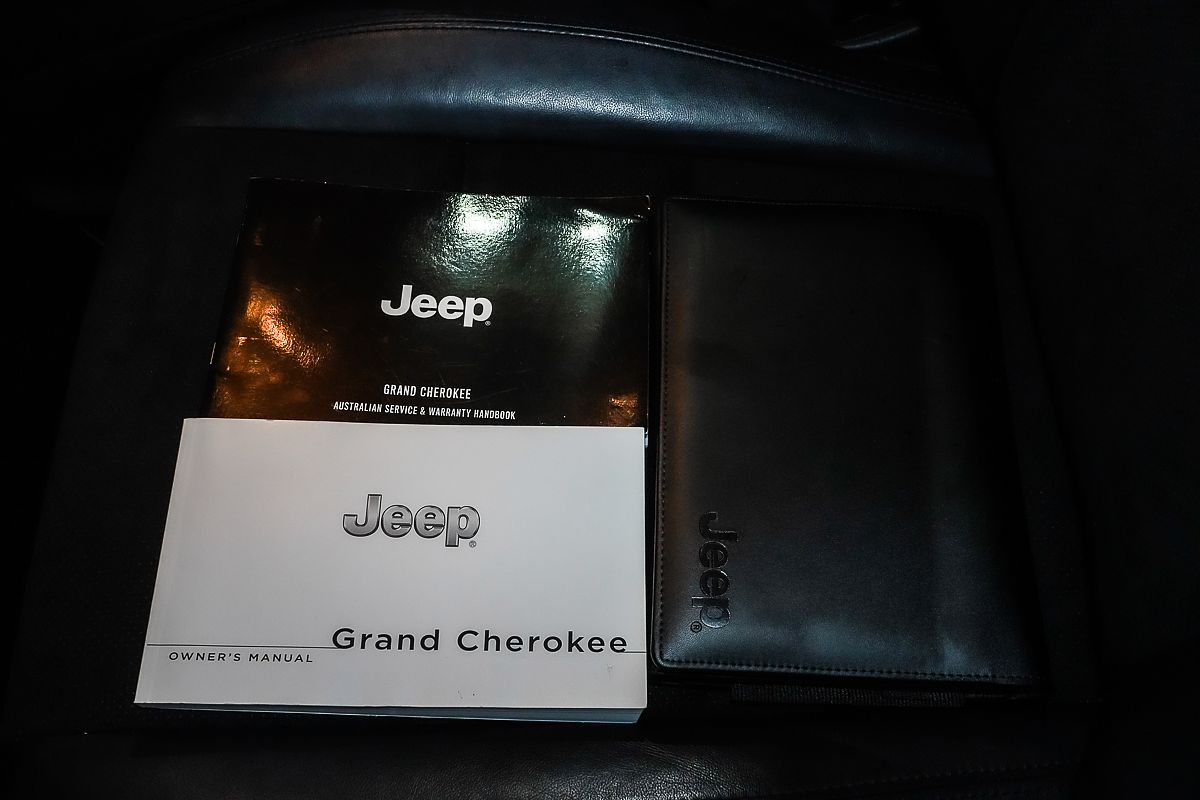 Jeep®
GRAND CHEROKEE
AUSTRALIAN SERVICE & WARRANTY HANDBOOK
Jeep®
Grand Cherokee
OWNER'S MANUAL
Jeep®